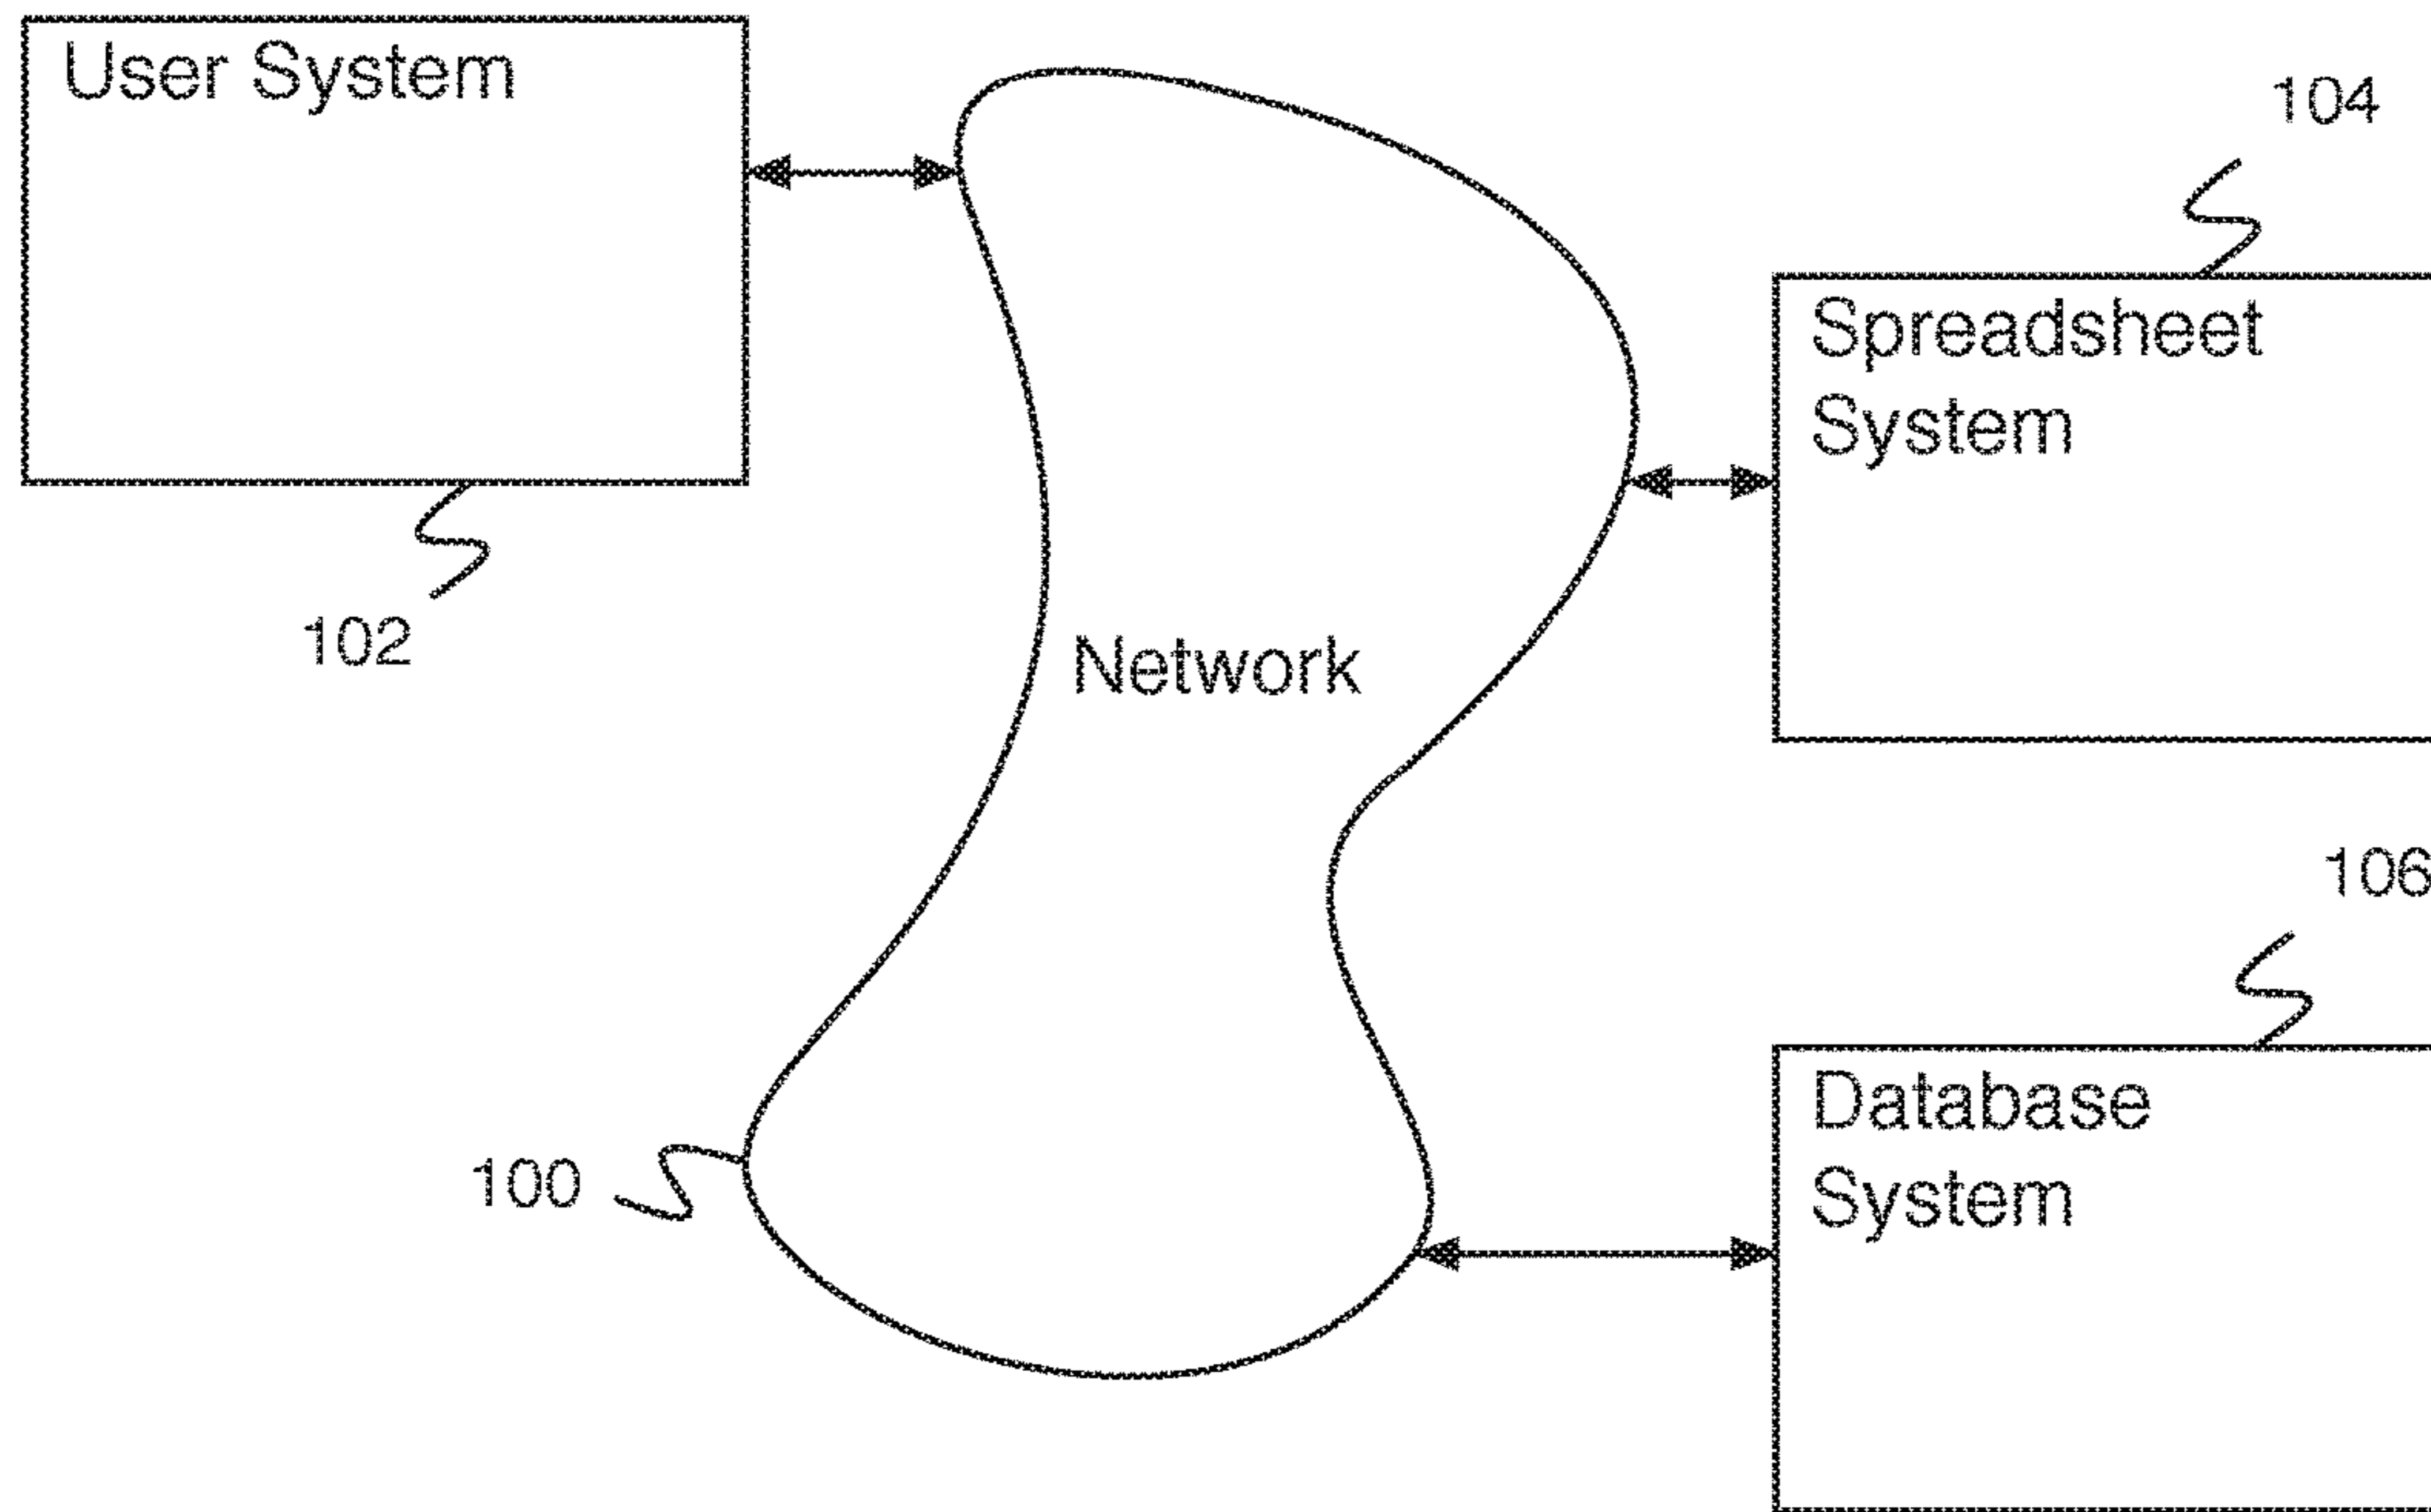 User System
104
Spreadsheet
System
102
Network
106
Database
System
100